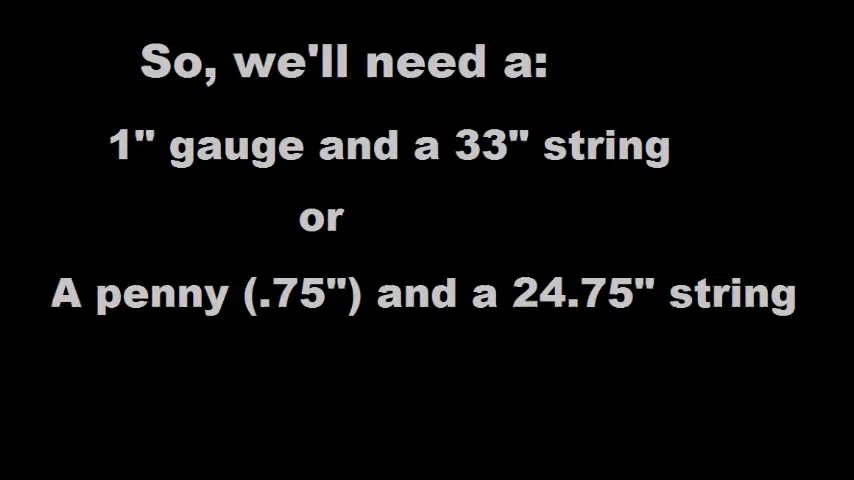 So, we'll need a:
1" gauge and a 33" string
or
A penny (.75") and a 24.75" string